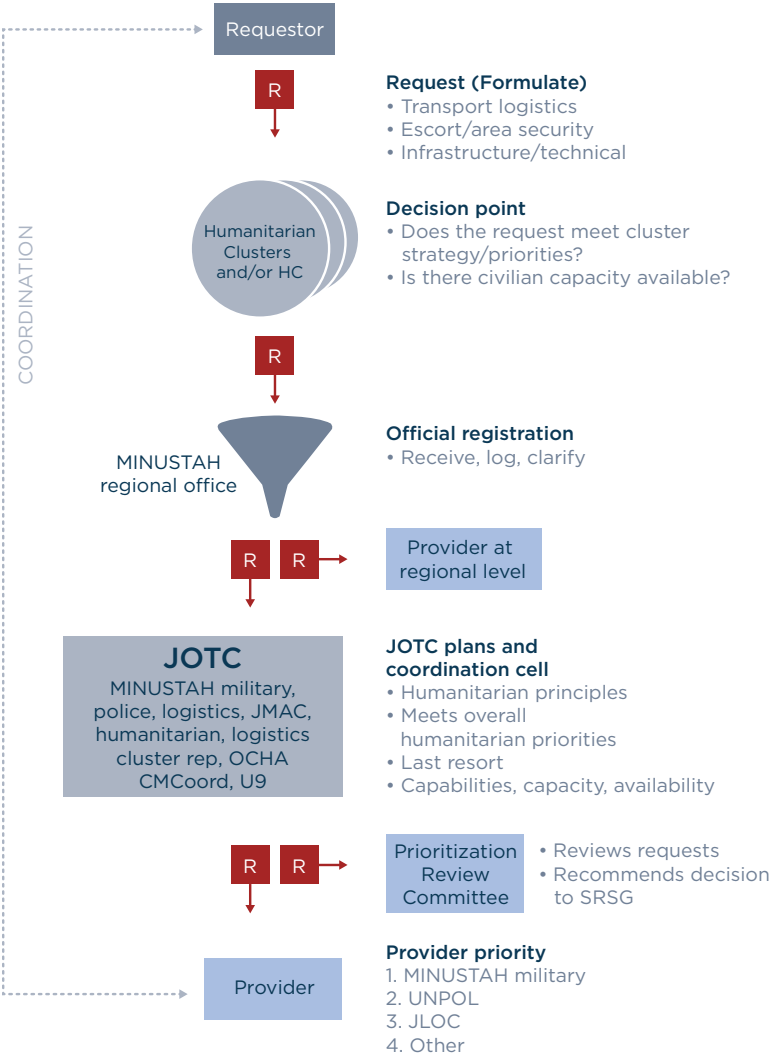 Requestor
R
Request (Formulate)
• Transport logistics
• Escort/area security
• Infrastructure/technical
COORDINATION
Humanitarian
Clusters
and/or HC
Decision point
• Does the request meet cluster
strategy/priorities?
• Is there civilian capacity available?
R
MINUSTAH
regional office
Official registration
• Receive, log, clarify
R
R
Provider at
regional level
JOTC
MINUSTAH military,
police, logistics, JMAC,
humanitarian, logistics
cluster rep, OCHA
CMCoord, U9
JOTC plans and
coordination cell
• Humanitarian principles
• Meets overall
humanitarian priorities
• Last resort
• Capabilities, capacity, availability
R
R
Prioritization
Review
Committee
• Reviews requests
• Recommends decision
to SRSG
Provider
Provider priority
1. MINUSTAH military
2. UNPOL
3. JLOC
4. Other